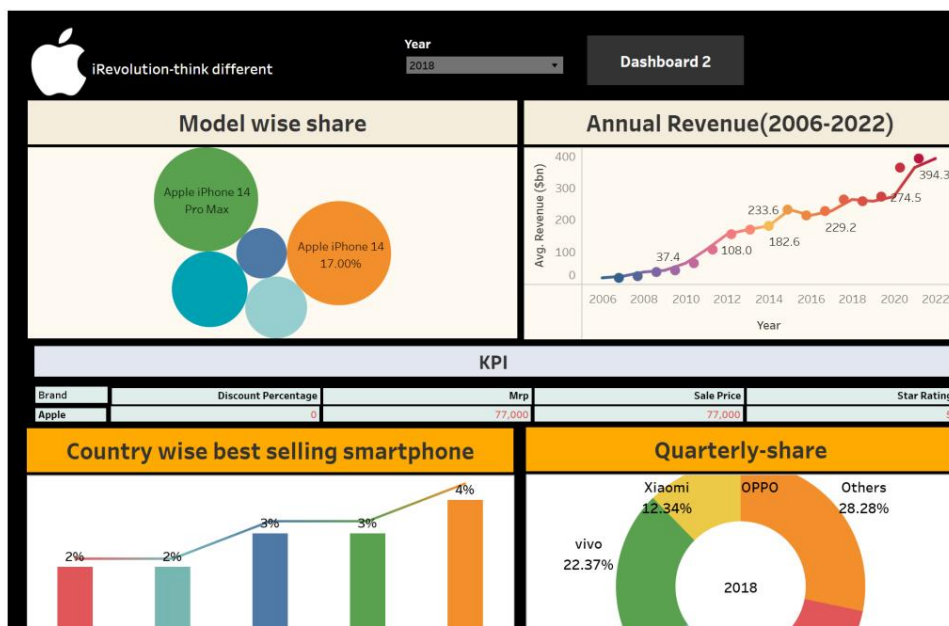 Year
2018
Dashboard 2
iRevolution-think different
Model wise share
Apple iPhone 14
Pro Max
Apple iPhone 14
17.00%
Annual Revenue(2006-2022)
Avg. Revenue ($bn)
400
300
200
100
0
37.4
108.0
233.6
182.6
229.2
274.5
394.3
2006 2008 2010 2012 2014 2016 2018 2020 2022
Year
KPI
Brand Discount Percentage Mrp Sale Price Star Rating
Apple 0 77,000 77,000
Country wise best selling smartphone
2% 2% 3% 3% 4%
Quarterly-share
Xiaomi
12.34%
OPPO
Others
28.28%
vivo
22.37%
2018